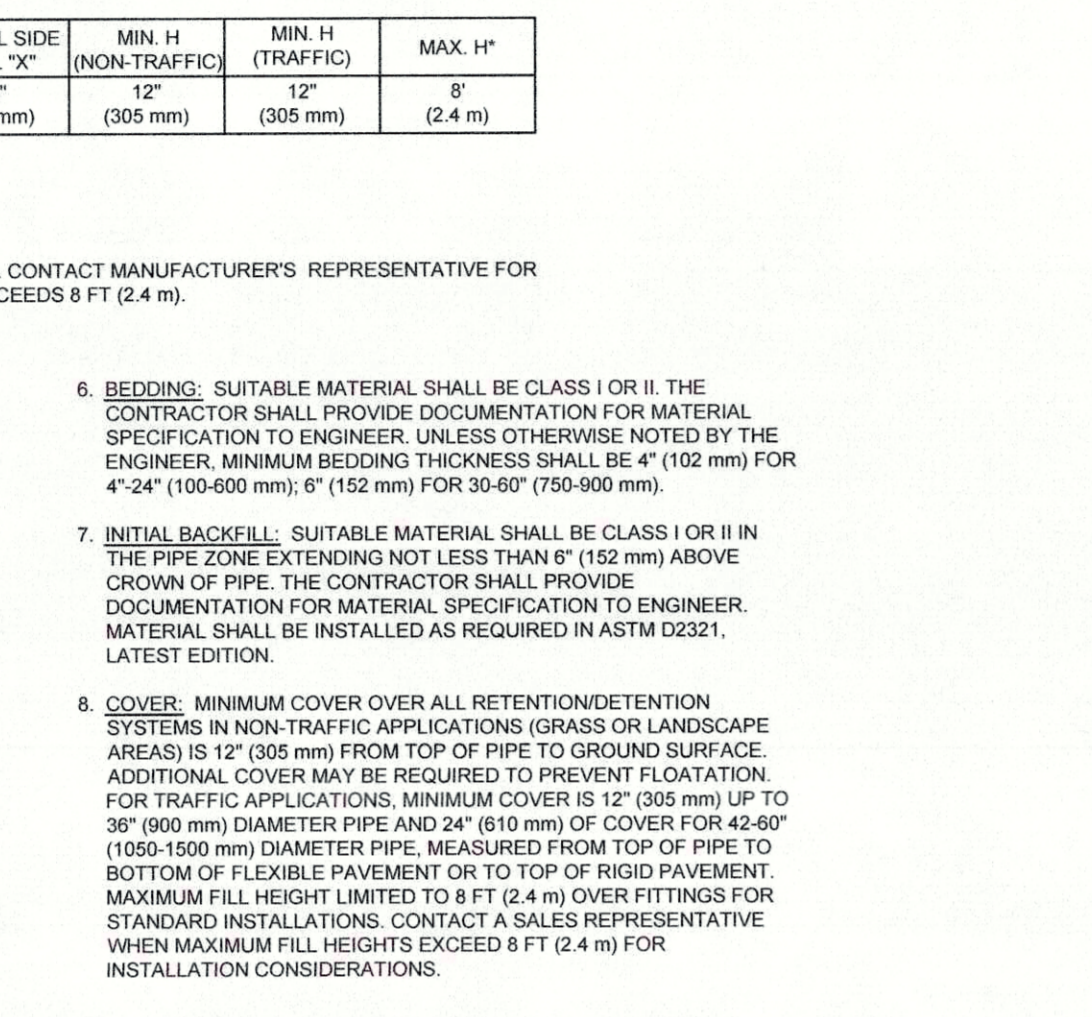 L SIDE MIN. H MIN. H MAX. H*
"X" (NON-TRAFFIC) (TRAFFIC)
" 12" 12" 8'
mm) (305 mm) (305 mm) (2.4 m)
. CONTACT MANUFACTURER'S REPRESENTATIVE FOR
CEEDS 8 FT (2.4 m).
6. BEDDING: SUITABLE MATERIAL SHALL BE CLASS I OR II. THE
CONTRACTOR SHALL PROVIDE DOCUMENTATION FOR MATERIAL
SPECIFICATION TO ENGINEER. UNLESS OTHERWISE NOTED BY THE
ENGINEER, MINIMUM BEDDING THICKNESS SHALL BE 4" (102 mm) FOR
4"-24" (100-600 mm); 6" (152 mm) FOR 30-60" (750-900 mm).
7. INITIAL BACKFILL: SUITABLE MATERIAL SHALL BE CLASS I OR II IN
THE PIPE ZONE EXTENDING NOT LESS THAN 6" (152 mm) ABOVE
CROWN OF PIPE. THE CONTRACTOR SHALL PROVIDE
DOCUMENTATION FOR MATERIAL SPECIFICATION TO ENGINEER.
MATERIAL SHALL BE INSTALLED AS REQUIRED IN ASTM D2321,
LATEST EDITION.
8. COVER: MINIMUM COVER OVER ALL RETENTION/DETENTION
SYSTEMS IN NON-TRAFFIC APPLICATIONS (GRASS OR LANDSCAPE
AREAS) IS 12" (305 mm) FROM TOP OF PIPE TO GROUND SURFACE.
ADDITIONAL COVER MAY BE REQUIRED TO PREVENT FLOATATION.
FOR TRAFFIC APPLICATIONS, MINIMUM COVER IS 12" (305 mm) UP TO
36" (900 mm) DIAMETER PIPE AND 24" (610 mm) OF COVER FOR 42-60"
(1050-1500 mm) DIAMETER PIPE, MEASURED FROM TOP OF PIPE TO
BOTTOM OF FLEXIBLE PAVEMENT OR TO TOP OF RIGID PAVEMENT.
MAXIMUM FILL HEIGHT LIMITED TO 8 FT (2.4 m) OVER FITTINGS FOR
STANDARD INSTALLATIONS. CONTACT A SALES REPRESENTATIVE
WHEN MAXIMUM FILL HEIGHTS EXCEED 8 FT (2.4 m) FOR
INSTALLATION CONSIDERATIONS.